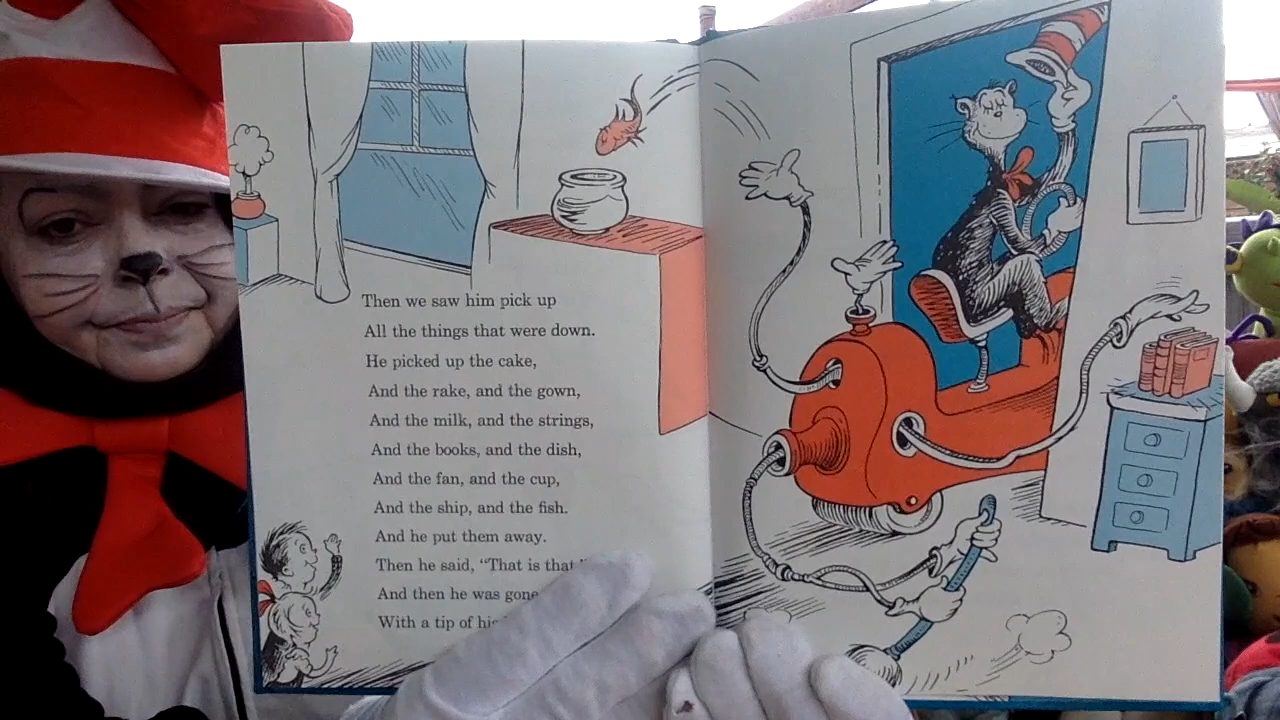 Then we saw him pick up
All the things that were down.
He picked up the cake,
And the rake, and the gown,
And the milk, and the strings,
And the books, and the dish,
And the fan, and the cup,
And the ship, and the fish.
And he put them away.
Then he said, “That is that
And then he was gone
With a tip of